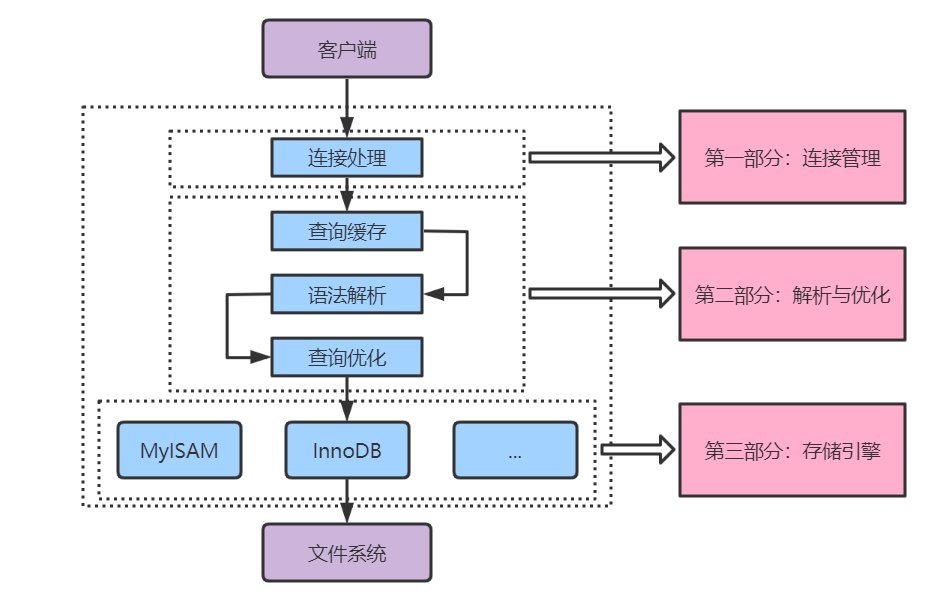 客户端
连接处理
第一部分：连接管理
查询缓存
语法解析
第二部分：解析与优化
查询优化
MyISAM
InnoDB
...
第三部分：存储引擎
文件系统